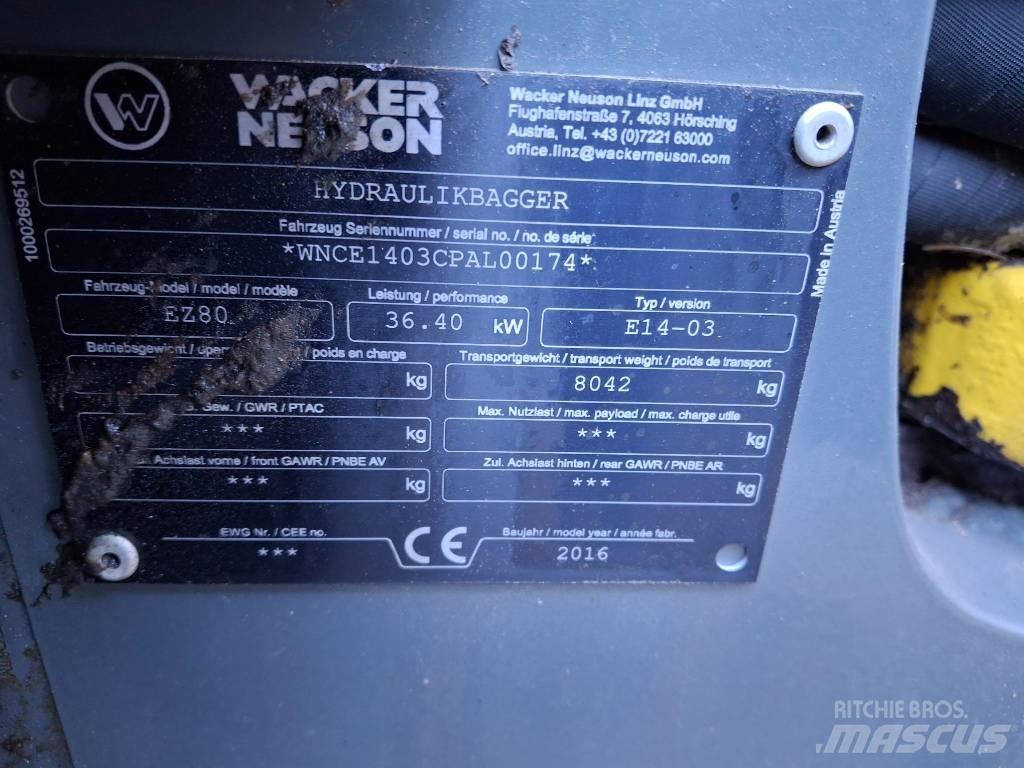 WACKER
NEUSON
Wacker Neuson Linz GmbH
Flughafenstraße 7, 4063 Hörsching
Austria, Tel. +43 (0)7221 63000
office.linz@wackerneuson.com
1000269512
HYDRAULIKBAGGER
Fahrzeug Seriennummer / serial no. / no. de série
*WNCE1403CPAL00174*
Made in Austria
Fahrzeug-Model / model / modèle
EZ80
Leistung / performance
36.40 kW
Typ / version
E14-03
Betriebsgewicht / / poids en charge
kg
Transportgewicht / transport weight / poids de transport
8042 kg
Gew. / GWR / PTAC
*** kg
Max. Nutzlast / max. payload / max. charge utile
*** kg
Achslast vorne / front GAWR / PNBE AV
*** kg
Zul. Achslast hinten / rear GAWR / PNBE AR
*** kg
EWG Nr. / CEE no.
***
CE
Baujahr / model year / année fabr.
2016
RITCHIE BROS.
MASCUS